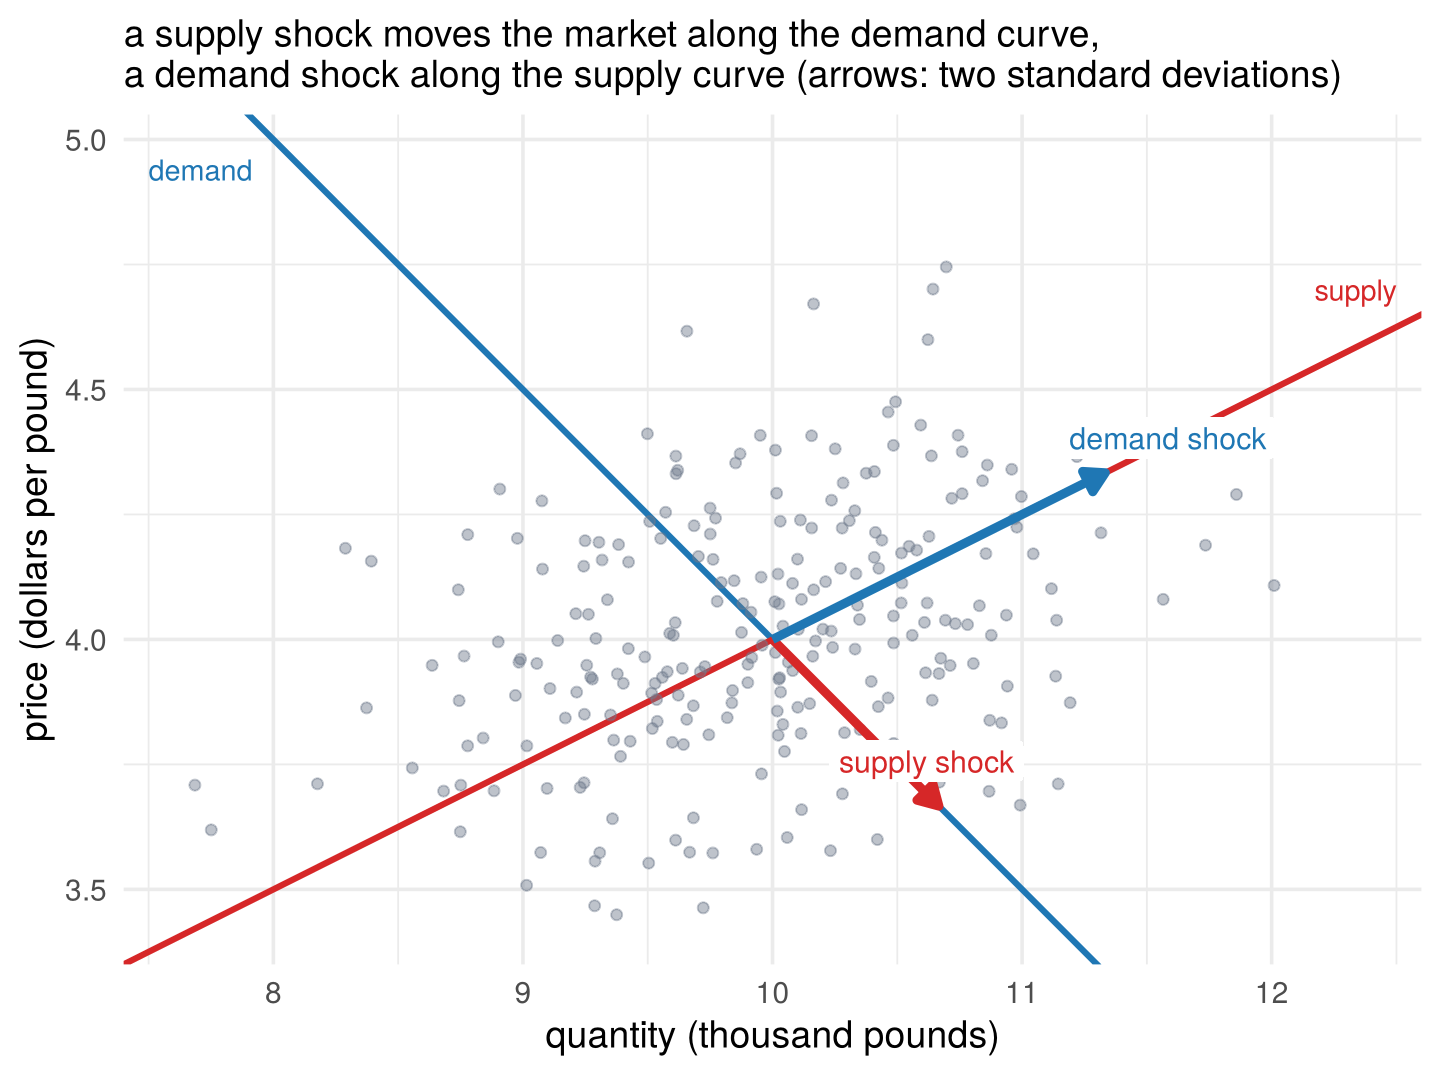 a supply shock moves the market along the demand curve,
a demand shock along the supply curve (arrows: two standard deviations)
5.0
demand
supply
4.5
demand shock
4.0
supply shock
3.5
price (dollars per pound)
8
9
10
11
12
quantity (thousand pounds)